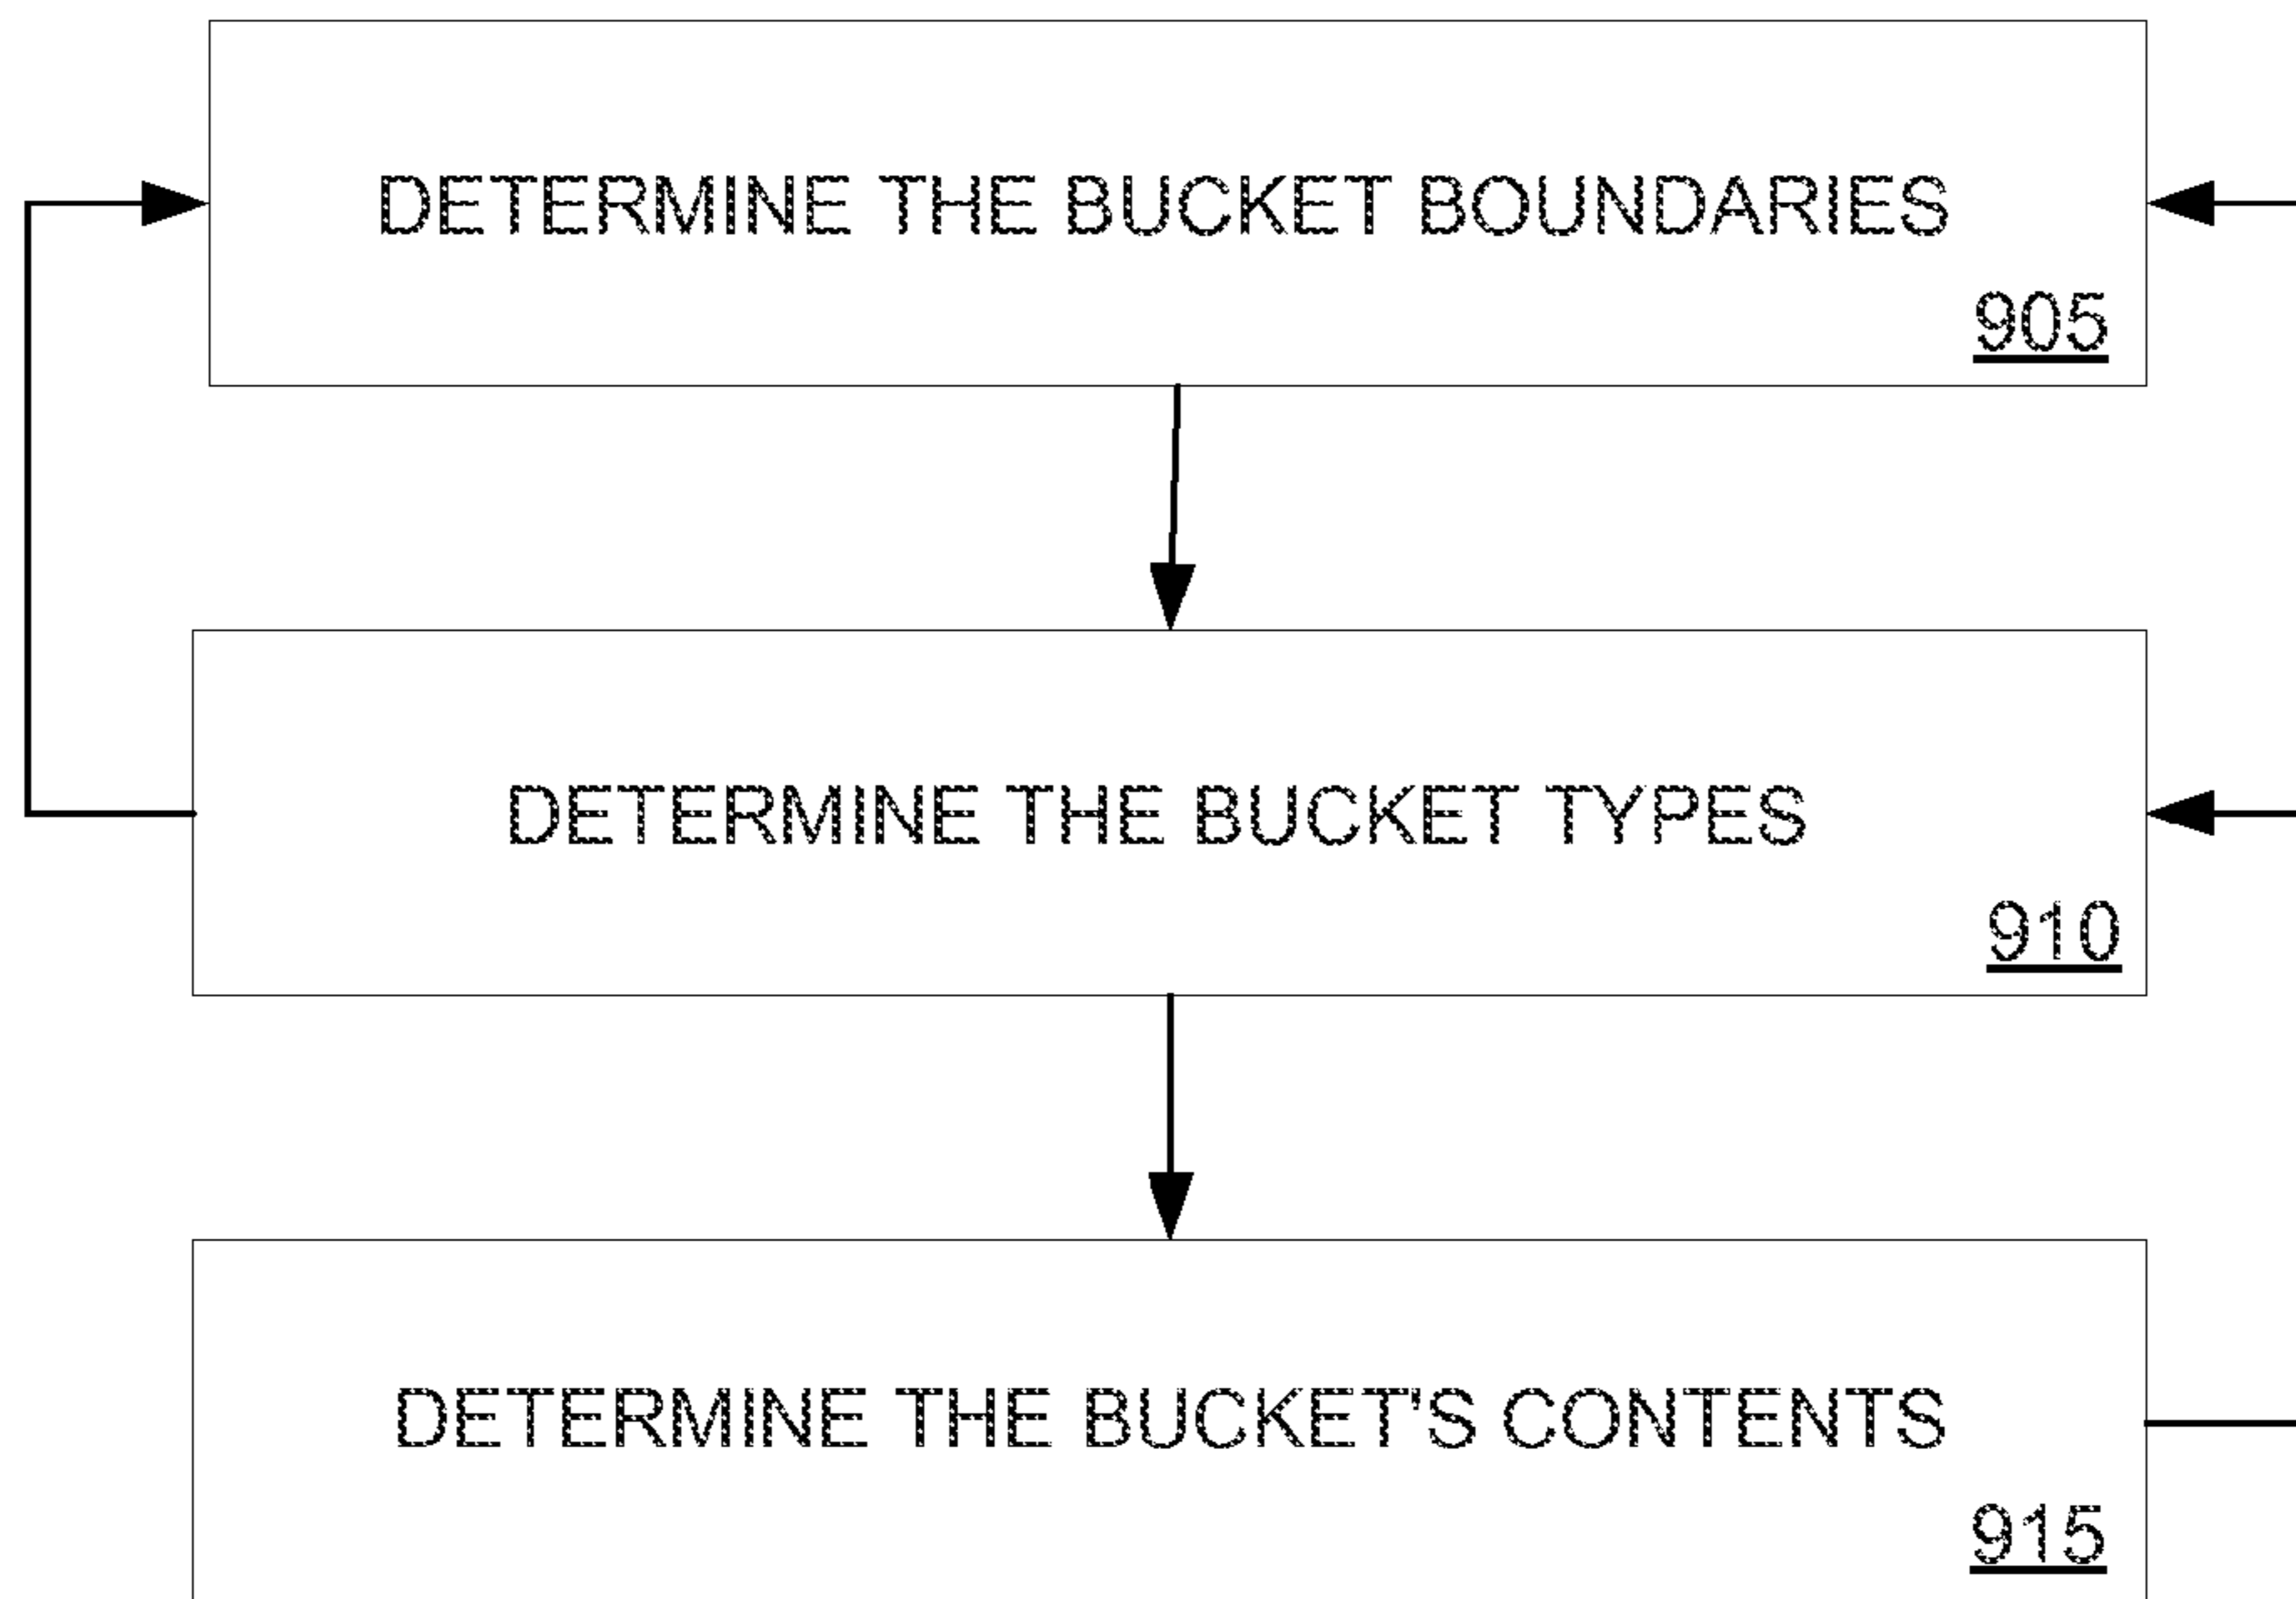 DETERMINE THE BUCKET BOUNDARIES
905
DETERMINE THE BUCKET TYPES
910
DETERMINE THE BUCKET'S CONTENTS
915